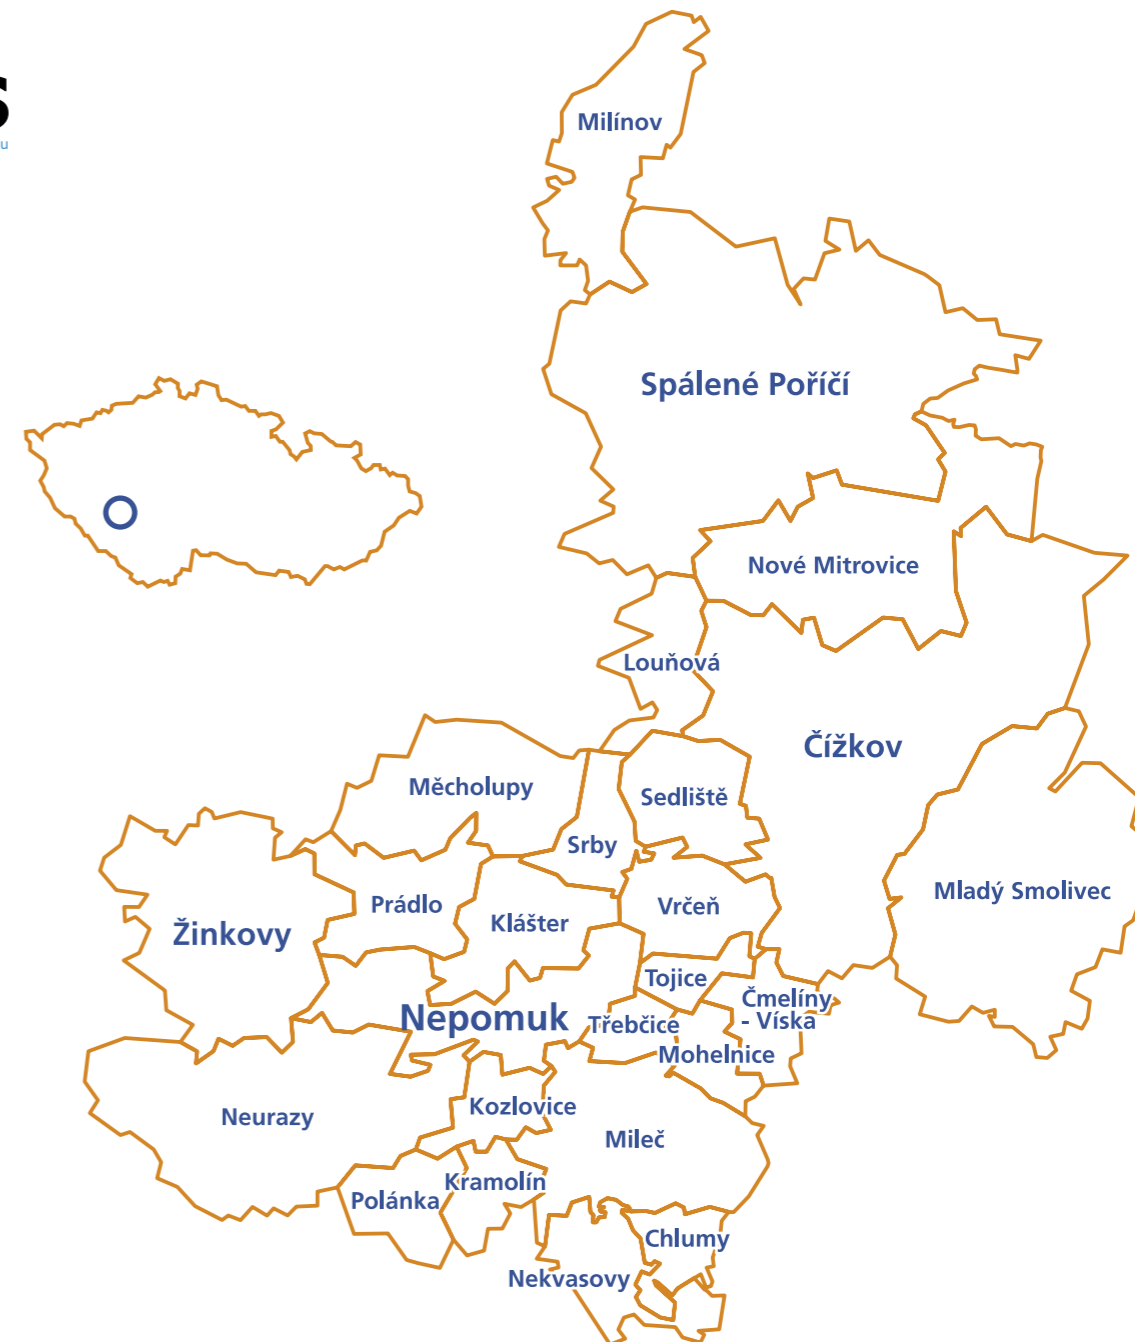 s
u
Milínov
Spálené Poříčí
Nové Mitrovice
Louňová
Čížkov
Měcholupy
Sedliště
Srby
Mladý Smolivec
Prádlo
Vrčeň
Klášter
Žinkovy
Tojice
Čmelíny
- Víska
Nepomuk
Třebčice
Mohelnice
Kozlovice
Neurazy
Mileč
Kramolín
Polánka
Chlumy
Nekvasovy